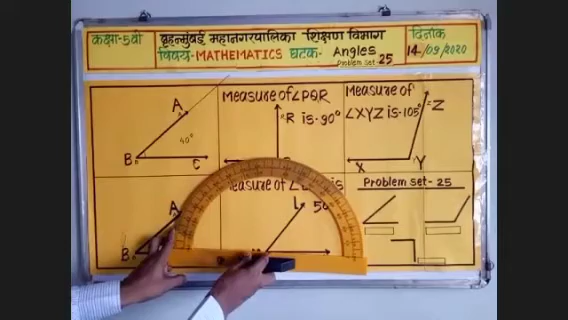 कक्षा-5वी
बृहन्मुंबई महानगरपालिका शिक्षण विभाग
दिनांक
विषय- MATHEMATICS घटक- Angles
Problem set- 25
14/09/2020
A
40°
B
C
Measure of ∠PQR
R is-90°
Measure of
∠XYZ is-105°
Z
X
Y
A
B
Measure of ∠
is
L
50
Problem set- 25